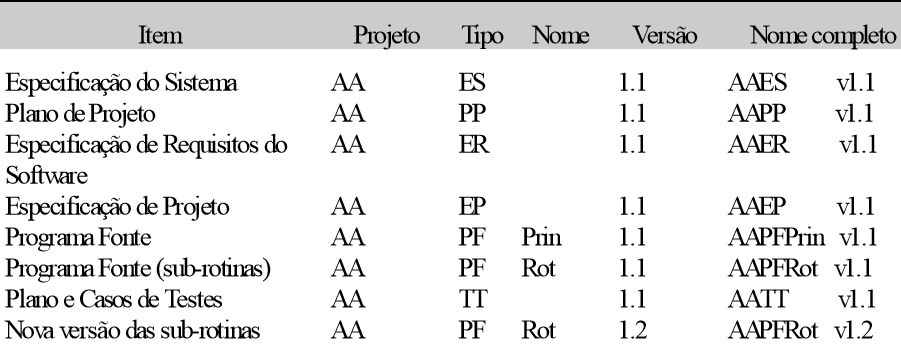 Item Projeto Tipo Nome Versão Nome completo
Especificação do Sistema AA ES 1.1 AAES v1.1
Plano de Projeto AA PP 1.1 AAPP v1.1
Especificação de Requisitos do AA ER 1.1 AAER v1.1
Software
Especificação de Projeto AA EP 1.1 AAEP v1.1
Programa Fonte AA PF Prin 1.1 AAPFPrin v1.1
Programa Fonte (sub-rotinas) AA PF Rot 1.1 AAPFRot v1.1
Plano e Casos de Testes AA TT 1.1 AATT v1.1
Nova versão das sub-rotinas AA PF Rot 1.2 AAPFRot v1.2